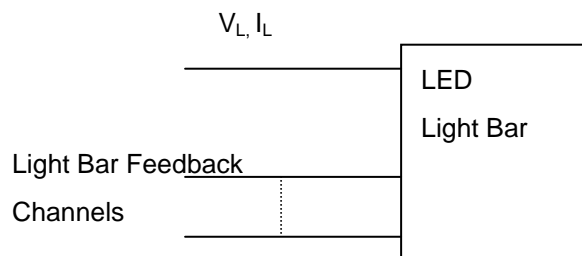 VL, IL
LED
Light Bar
Light Bar Feedback
Channels